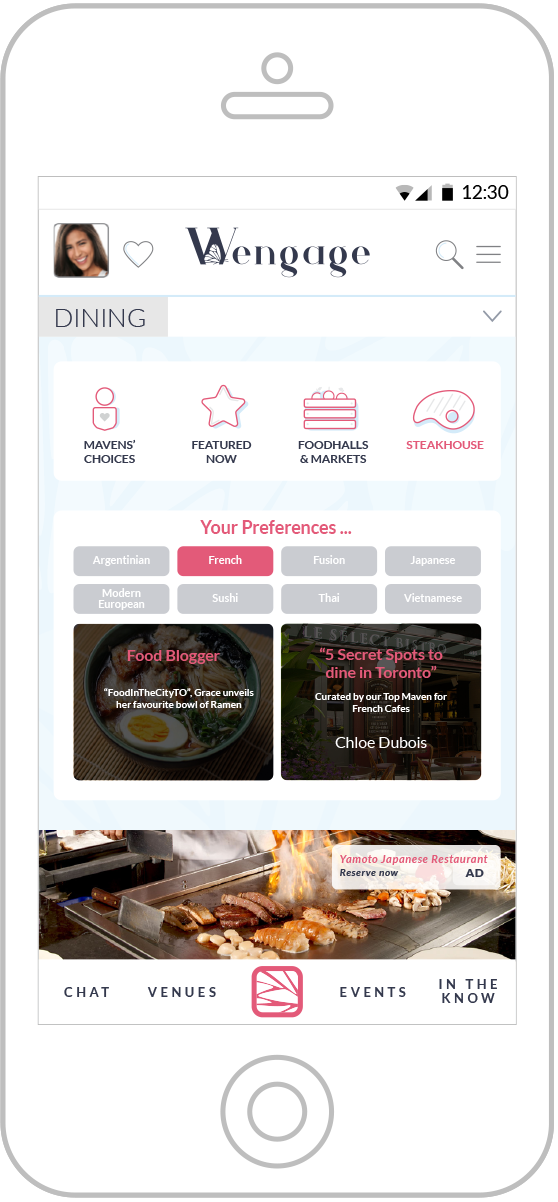 12:30
Wengage
DINING
MAVENS'
CHOICES
FEATURED
NOW
FOODHALLS
& MARKETS
STEAKHOUSE
Your Preferences ...
Argentinian
French
Fusion
Japanese
Modern
European
Sushi
Thai
Vietnamese
Food Blogger
“FoodInTheCityTO”, Grace unveils
her favourite bowl of Ramen
LE SELECT BISTRO
“5 Secret Spots to
dine in Toronto”
Curated by our Top Maven for
French Cafes
Chloe Dubois
Yamoto Japanese Restaurant
Reserve now
AD
CHAT
VENUES
EVENTS
IN THE
KNOW